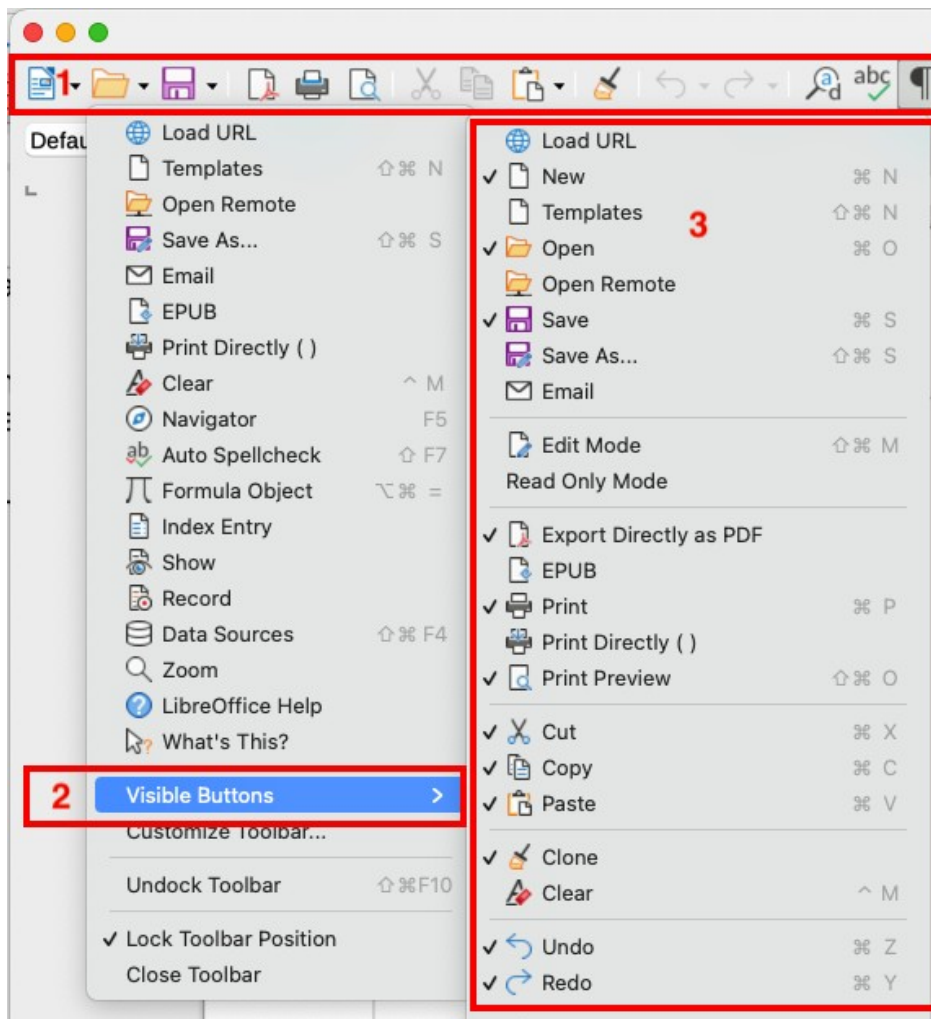 1
abc
Defau
Load URL
Templates ⇧⌘ N
Open Remote
Save As... ⇧⌘ S
Email
EPUB
Print Directly ( )
Clear ^ M
Navigator F5
Auto Spellcheck ⇧ F7
Formula Object ⌥⌘ =
Index Entry
Show
Record
Data Sources ⇧⌘ F4
Zoom
LibreOffice Help
What's This?
2 Visible Buttons >
Customize Toolbar...
Undock Toolbar ⇧⌘F10
✓ Lock Toolbar Position
Close Toolbar
Load URL
✓ New ⌘ N
Templates ⇧⌘ N
3
✓ Open ⌘ O
Open Remote
✓ Save ⌘ S
Save As... ⇧⌘ S
Email
Edit Mode ⇧⌘ M
Read Only Mode
✓ Export Directly as PDF
EPUB
✓ Print ⌘ P
Print Directly ( )
✓ Print Preview ⇧⌘ O
✓ Cut ⌘ X
✓ Copy ⌘ C
✓ Paste ⌘ V
✓ Clone
Clear ^ M
✓ Undo ⌘ Z
✓ Redo ⌘ Y